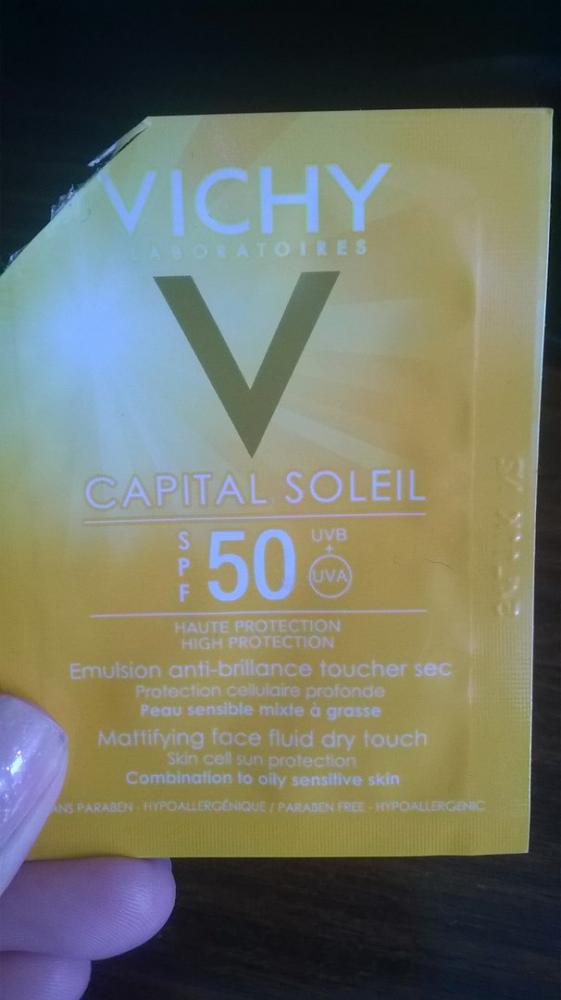 VICHY
LABORATOIRES
V
CAPITAL SOLEIL
SPF 50 UVB + UVA
HAUTE PROTECTION
HIGH PROTECTION
Emulsion anti-brillance toucher sec
Protection cellulaire profonde
Peau sensible mixte à grasse
Mattifying face fluid dry touch
Skin cell sun protection
Combination to oily sensitive skin
ANS PARABEN - HYPOALLERGÉNIQUE / PARABEN FREE - HYPOALLERGENIC